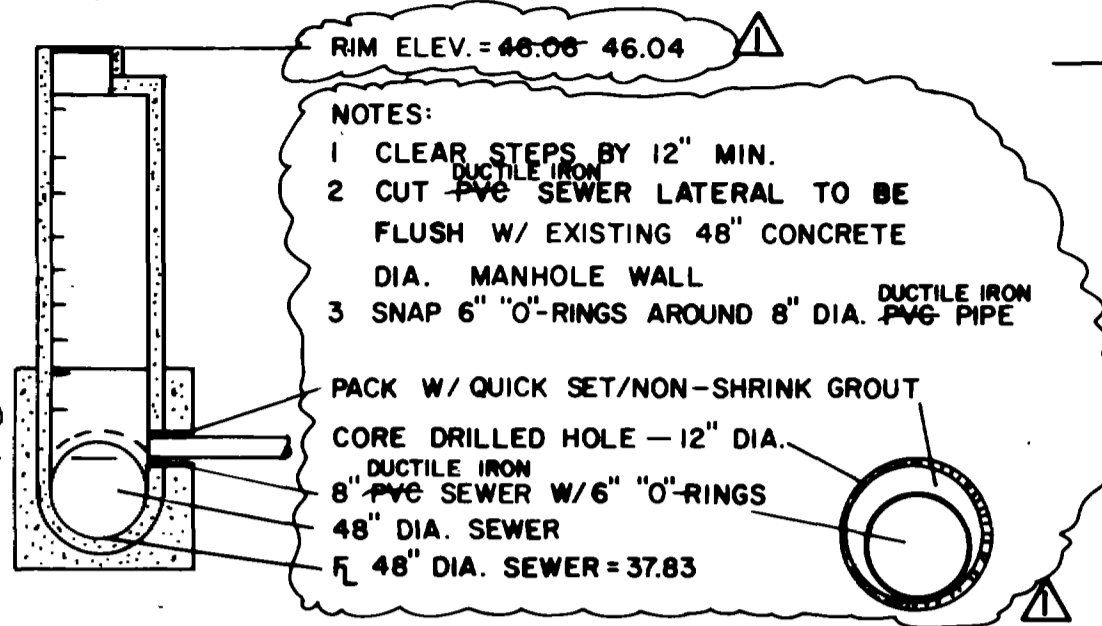 RIM ELEV. = 46.06 46.04
1
NOTES:
1 CLEAR STEPS BY 12" MIN.
DUCTILE IRON
2 CUT PVC SEWER LATERAL TO BE
FLUSH W/ EXISTING 48" CONCRETE
DIA. MANHOLE WALL
DUCTILE IRON
3 SNAP 6" "O"-RINGS AROUND 8" DIA. PVC PIPE
PACK W/ QUICK SET/NON-SHRINK GROUT
CORE DRILLED HOLE — 12" DIA.
DUCTILE IRON
8" PVC SEWER W/6" "O"-RINGS
48" DIA. SEWER
FL 48" DIA. SEWER = 37.83
1